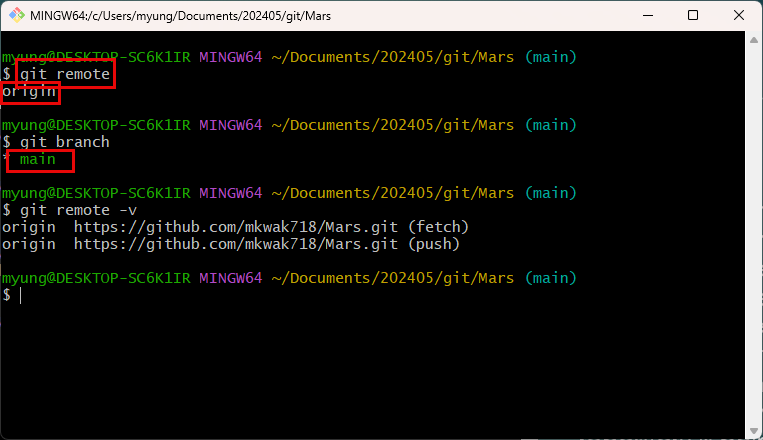 MINGW64:/c/Users/myung/Documents/202405/git/Mars
myung@DESKTOP-SC6K1IR MINGW64 ~/Documents/202405/git/Mars (main)
$ git remote
origin
myung@DESKTOP-SC6K1IR MINGW64 ~/Documents/202405/git/Mars (main)
$ git branch
* main
myung@DESKTOP-SC6K1IR MINGW64 ~/Documents/202405/git/Mars (main)
$ git remote -v
origin  https://github.com/mkwak718/Mars.git (fetch)
origin  https://github.com/mkwak718/Mars.git (push)
myung@DESKTOP-SC6K1IR MINGW64 ~/Documents/202405/git/Mars (main)
$